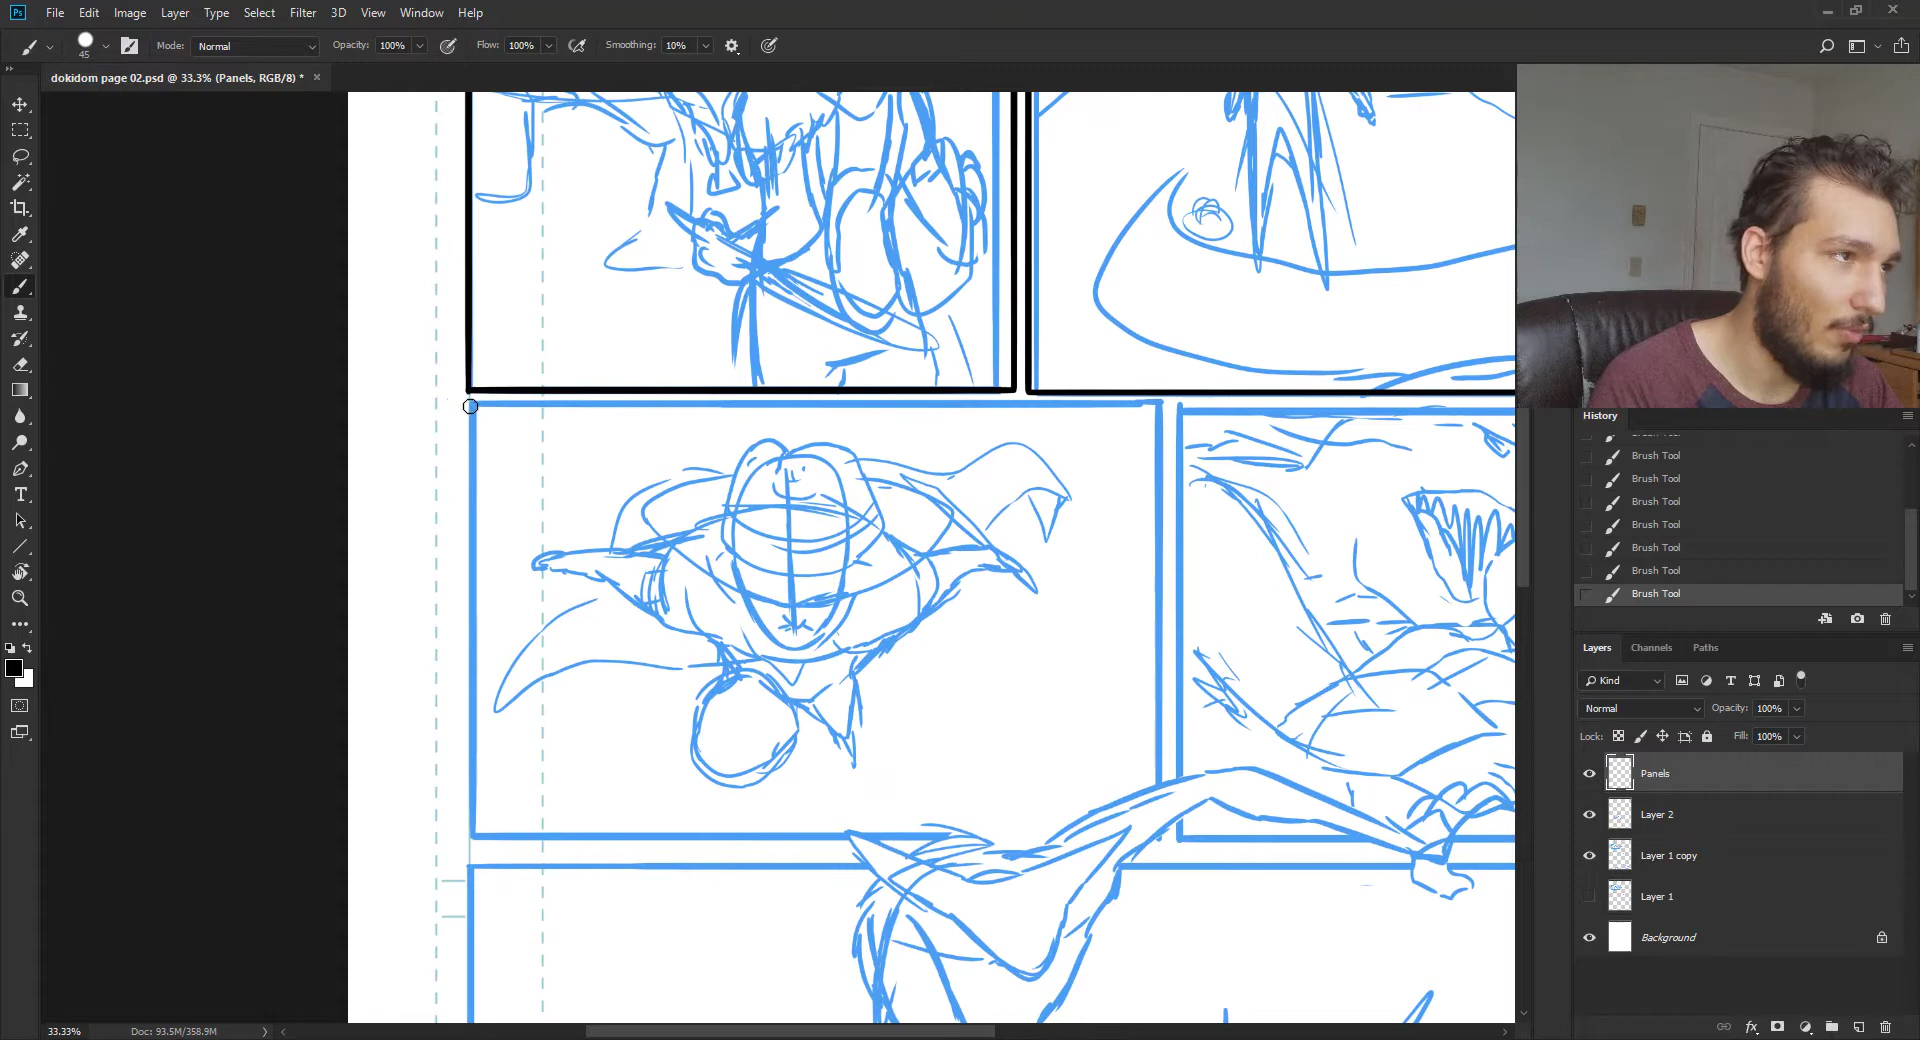 Ps File Edit Image Layer Type Select Filter 3D View Window Help
45 Mode: Normal Opacity: 100% Flow: 100% Smoothing: 10%
dokidom page 02.psd @ 33.3% (Panels, RGB/8) * ×
History
Brush Tool
Brush Tool
Brush Tool
Brush Tool
Brush Tool
Brush Tool
Brush Tool
Layers Channels Paths
Kind
Normal Opacity: 100%
Lock: Fill: 100%
Panels
Layer 2
Layer 1 copy
Layer 1
Background
33.33% Doc: 93.5M/358.9M